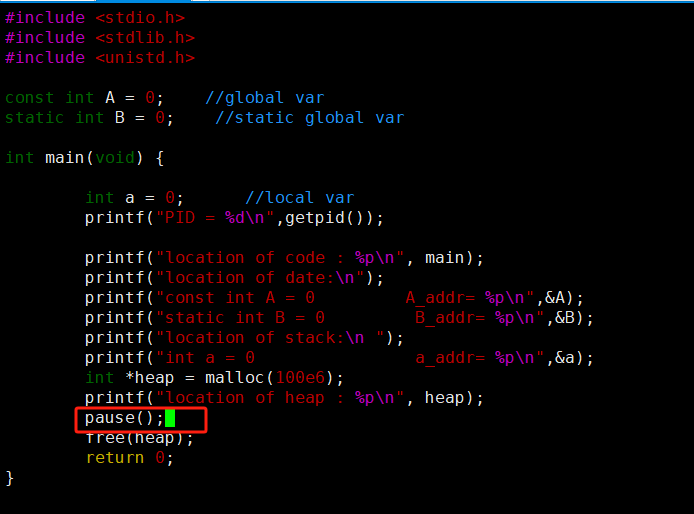 #include <stdio.h>
#include <stdlib.h>
#include <unistd.h>
const int A = 0;    //global var
static int B = 0;    //static global var
int main(void) {
        int a = 0;      //local var
        printf("PID = %d\n",getpid());
        printf("location of code : %p\n", main);
        printf("location of date:\n");
        printf("const int A = 0         A_addr= %p\n",&A);
        printf("static int B = 0         B_addr= %p\n",&B);
        printf("location of stack:\n ");
        printf("int a = 0                a_addr= %p\n",&a);
        int *heap = malloc(100e6);
        printf("location of heap : %p\n", heap);
        pause();
        free(heap);
        return 0;
}